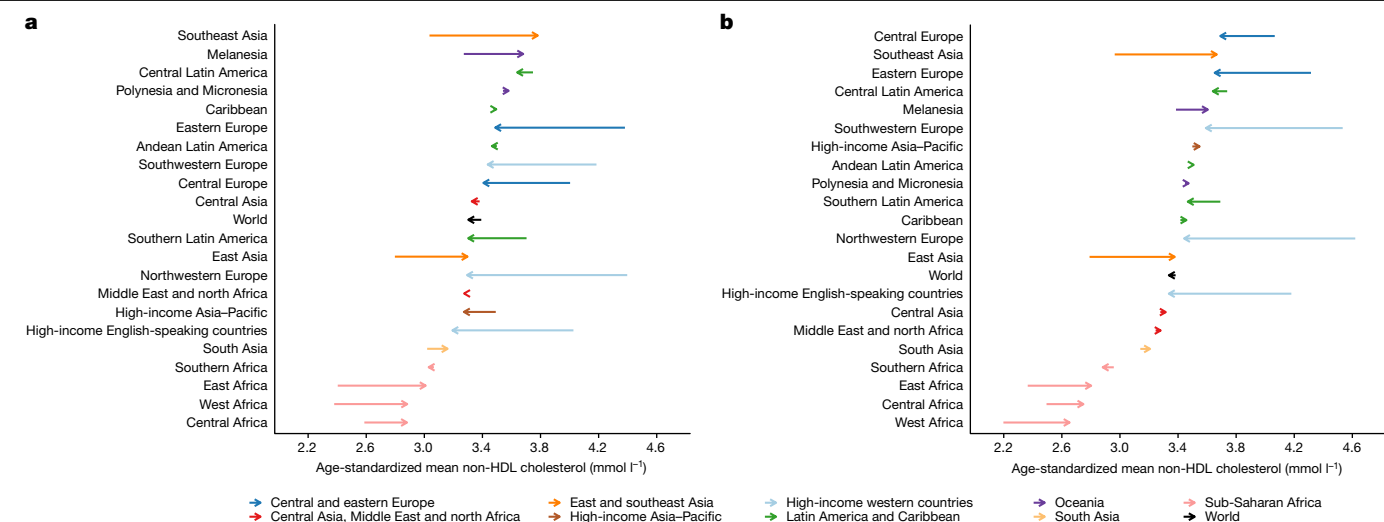 a
Southeast Asia
Melanesia
Central Latin America
Polynesia and Micronesia
Caribbean
Eastern Europe
Andean Latin America
Southwestern Europe
Central Europe
Central Asia
World
Southern Latin America
East Asia
Northwestern Europe
Middle East and north Africa
High-income Asia–Pacific
High-income English-speaking countries
South Asia
Southern Africa
East Africa
West Africa
Central Africa
2.2 2.6 3.0 3.4 3.8 4.2 4.6
Age-standardized mean non-HDL cholesterol (mmol l⁻¹)
b
Central Europe
Southeast Asia
Eastern Europe
Central Latin America
Melanesia
Southwestern Europe
High-income Asia–Pacific
Andean Latin America
Polynesia and Micronesia
Southern Latin America
Caribbean
Northwestern Europe
East Asia
World
High-income English-speaking countries
Central Asia
Middle East and north Africa
South Asia
Southern Africa
East Africa
Central Africa
West Africa
2.2 2.6 3.0 3.4 3.8 4.2 4.6
Age-standardized mean non-HDL cholesterol (mmol l⁻¹)
Central and eastern Europe East and southeast Asia High-income western countries Oceania Sub-Saharan Africa
Central Asia, Middle East and north Africa High-income Asia–Pacific Latin America and Caribbean South Asia World